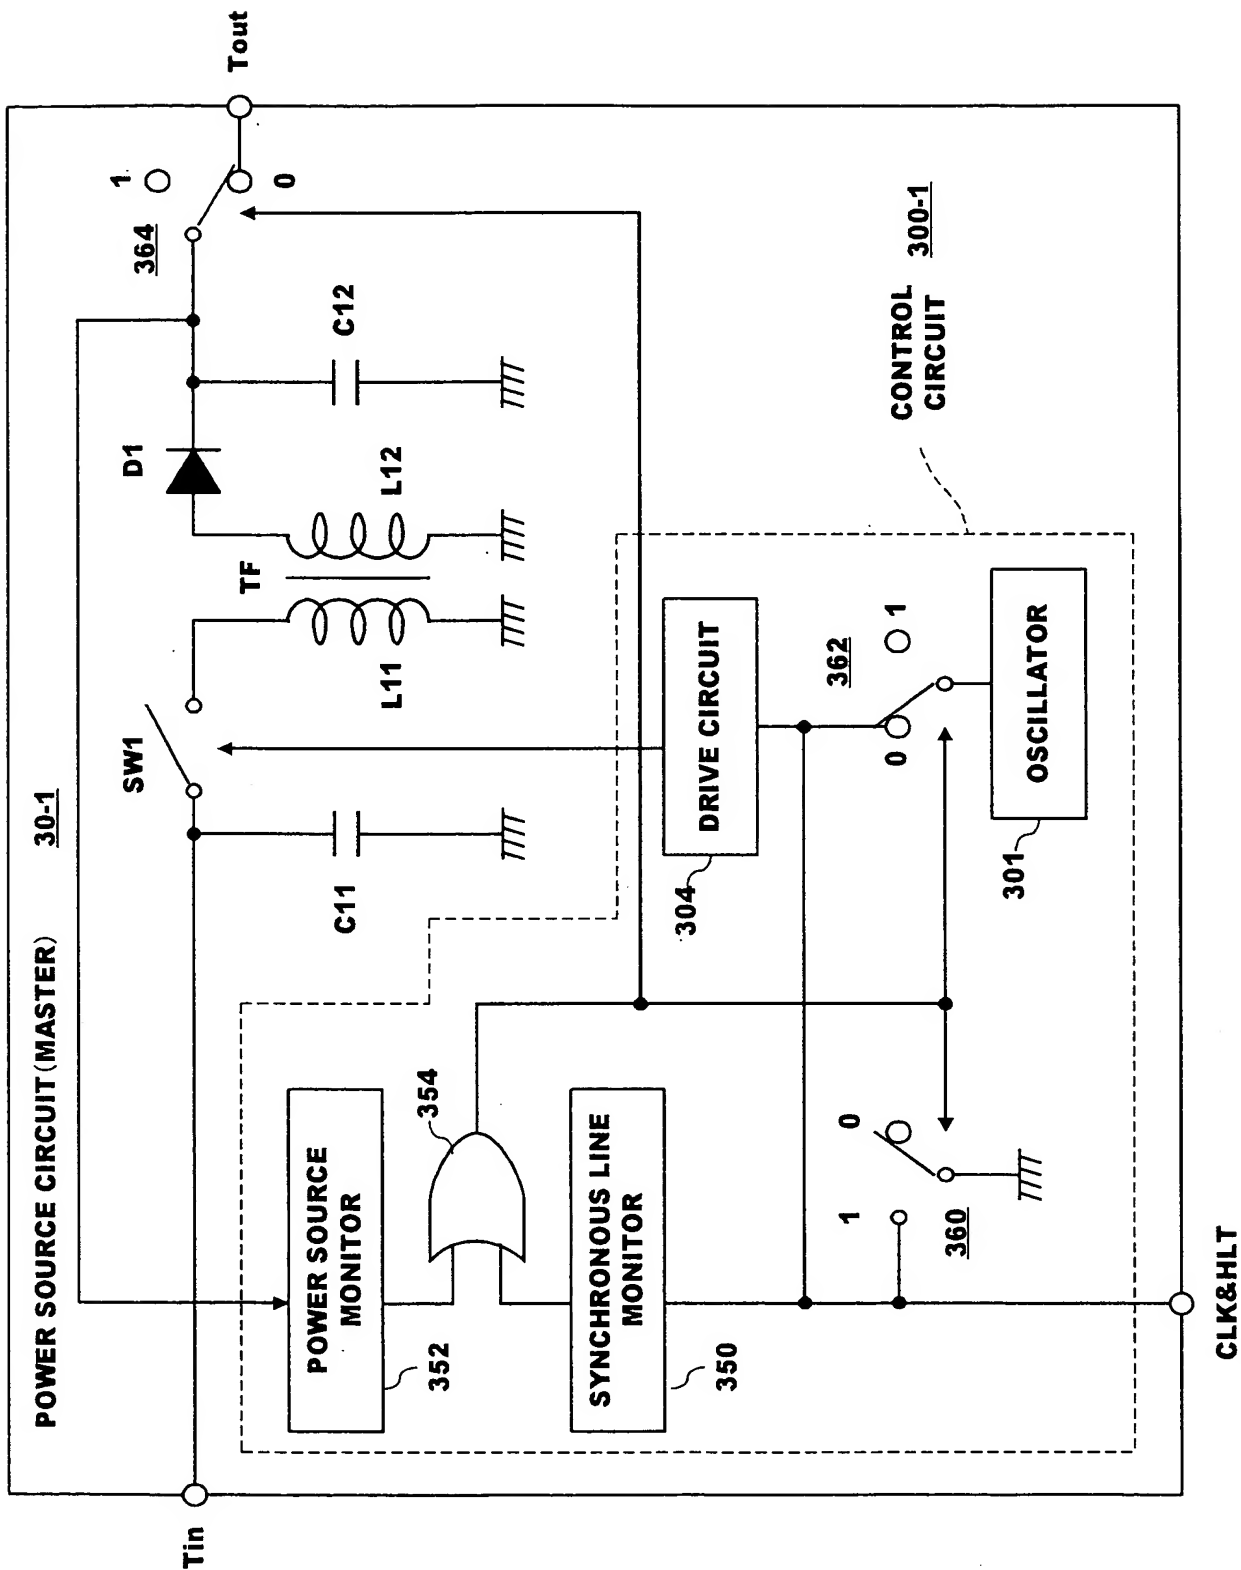 POWER SOURCE CIRCUIT(MASTER) 30-1
Tin
Tout
SW1
D1
364
1
0
TF
C11
L11
L12
C12
CONTROL
CIRCUIT
300-1
POWER SOURCE
MONITOR
352
354
SYNCHRONOUS LINE
MONITOR
350
DRIVE CIRCUIT
304
362
0
1
OSCILLATOR
301
1
0
360
CLK&HLT